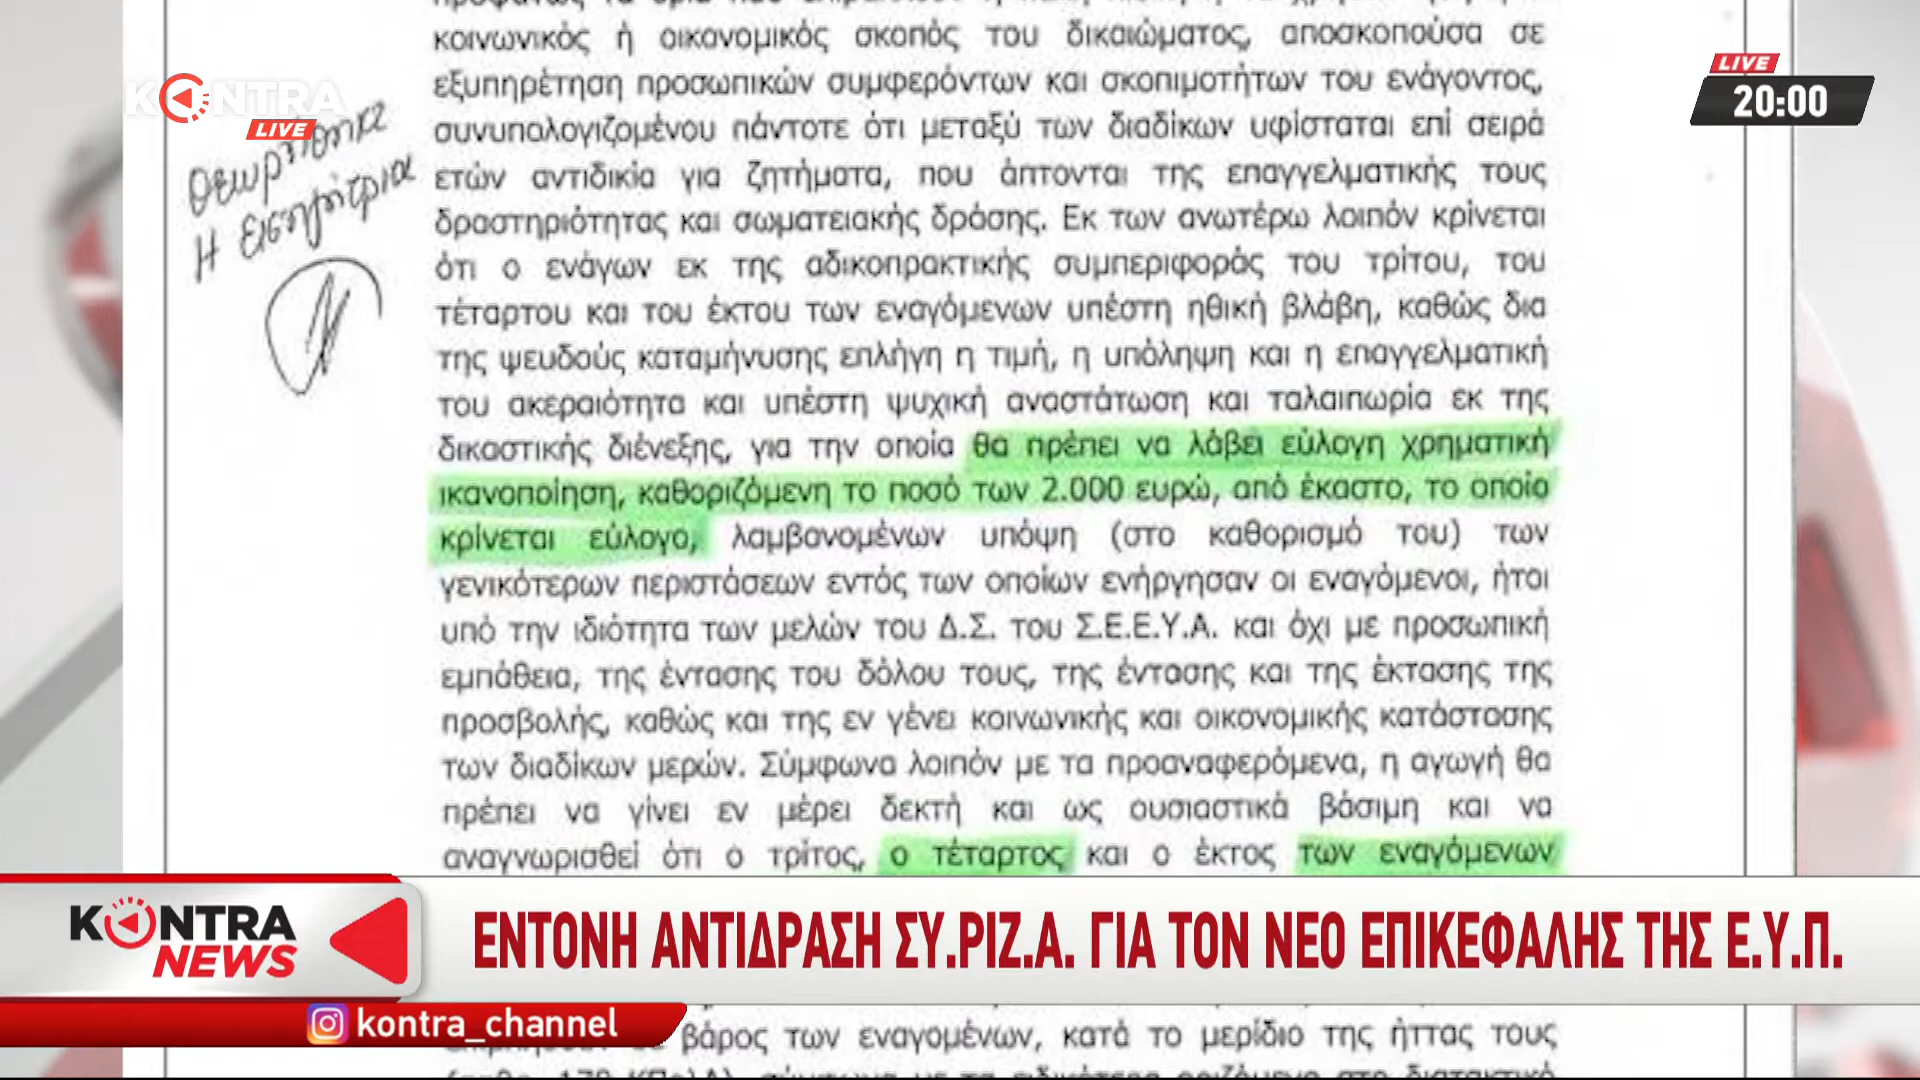 κοινωνικός ή οικονομικός σκοπός του δικαιώματος, αποσκοπούσα σε
εξυπηρέτηση προσωπικών συμφερόντων και σκοπιμοτήτων του ενάγοντος,
συνυπολογιζομένου πάντοτε ότι μεταξύ των διαδίκων υφίσταται επί σειρά
ετών αντιδικία για ζητήματα, που άπτονται της επαγγελματικής τους
δραστηριότητας και σωματειακής δράσης. Εκ των ανωτέρω λοιπόν κρίνεται
ότι ο ενάγων εκ της αδικοπρακτικής συμπεριφοράς του τρίτου, του
τέταρτου και του έκτου των εναγόμενων υπέστη ηθική βλάβη, καθώς δια
της ψευδούς καταμήνυσης επλήγη η τιμή, η υπόληψη και η επαγγελματική
του ακεραιότητα και υπέστη ψυχική αναστάτωση και ταλαιπωρία εκ της
δικαστικής διένεξης, για την οποία θα πρέπει να λάβει εύλογη χρηματική
ικανοποίηση, καθοριζόμενη το ποσό των 2.000 ευρώ, από έκαστο, το οποίο
κρίνεται εύλογο, λαμβανομένων υπόψη (στο καθορισμό του) των
γενικότερων περιστάσεων εντός των οποίων ενήργησαν οι εναγόμενοι, ήτοι
υπό την ιδιότητα των μελών του Δ.Σ. του Σ.Ε.Ε.Υ.Α. και όχι με προσωπική
εμπάθεια, της έντασης του δόλου τους, της έντασης και της έκτασης της
προσβολής, καθώς και της εν γένει κοινωνικής και οικονομικής κατάστασης
των διαδίκων μερών. Σύμφωνα λοιπόν με τα προαναφερόμενα, η αγωγή θα
πρέπει να γίνει εν μέρει δεκτή και ως ουσιαστικά βάσιμη και να
αναγνωρισθεί ότι ο τρίτος, ο τέταρτος και ο έκτος των εναγόμενων
βάρος των εναγομένων, κατά το μερίδιο της ήττας τους
Θεωρήθηκε
Η Εισηγήτρια
KONTRA
LIVE
LIVE
20:00
KONTRA
NEWS
ΕΝΤΟΝΗ ΑΝΤΙΔΡΑΣΗ ΣΥ.ΡΙΖ.Α. ΓΙΑ ΤΟΝ ΝΕΟ ΕΠΙΚΕΦΑΛΗΣ ΤΗΣ Ε.Υ.Π.
kontra_channel